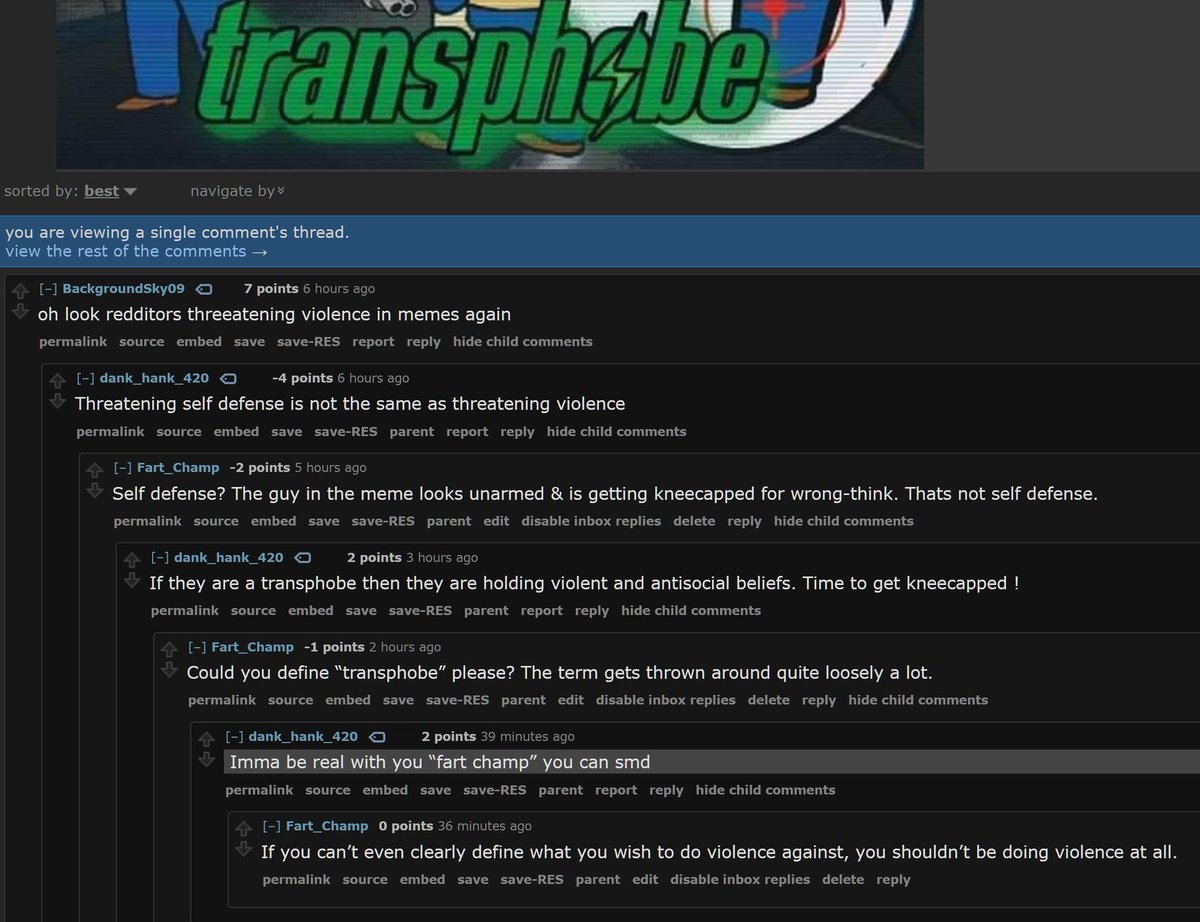 transphobe
sorted by: best navigate by
you are viewing a single comment's thread.
view the rest of the comments →
[–] BackgroundSky09 7 points 6 hours ago
oh look redditors threeatening violence in memes again
permalink source embed save save-RES report reply hide child comments
[–] dank_hank_420 -4 points 6 hours ago
Threatening self defense is not the same as threatening violence
permalink source embed save save-RES parent report reply hide child comments
[–] Fart_Champ -2 points 5 hours ago
Self defense? The guy in the meme looks unarmed & is getting kneecapped for wrong-think. Thats not self defense.
permalink source embed save save-RES parent edit disable inbox replies delete reply hide child comments
[–] dank_hank_420 2 points 3 hours ago
If they are a transphobe then they are holding violent and antisocial beliefs. Time to get kneecapped !
permalink source embed save save-RES parent report reply hide child comments
[–] Fart_Champ -1 points 2 hours ago
Could you define “transphobe” please? The term gets thrown around quite loosely a lot.
permalink source embed save save-RES parent edit disable inbox replies delete reply hide child comments
[–] dank_hank_420 2 points 39 minutes ago
Imma be real with you “fart champ” you can smd
permalink source embed save save-RES parent report reply hide child comments
[–] Fart_Champ 0 points 36 minutes ago
If you can’t even clearly define what you wish to do violence against, you shouldn’t be doing violence at all.
permalink source embed save save-RES parent edit disable inbox replies delete reply